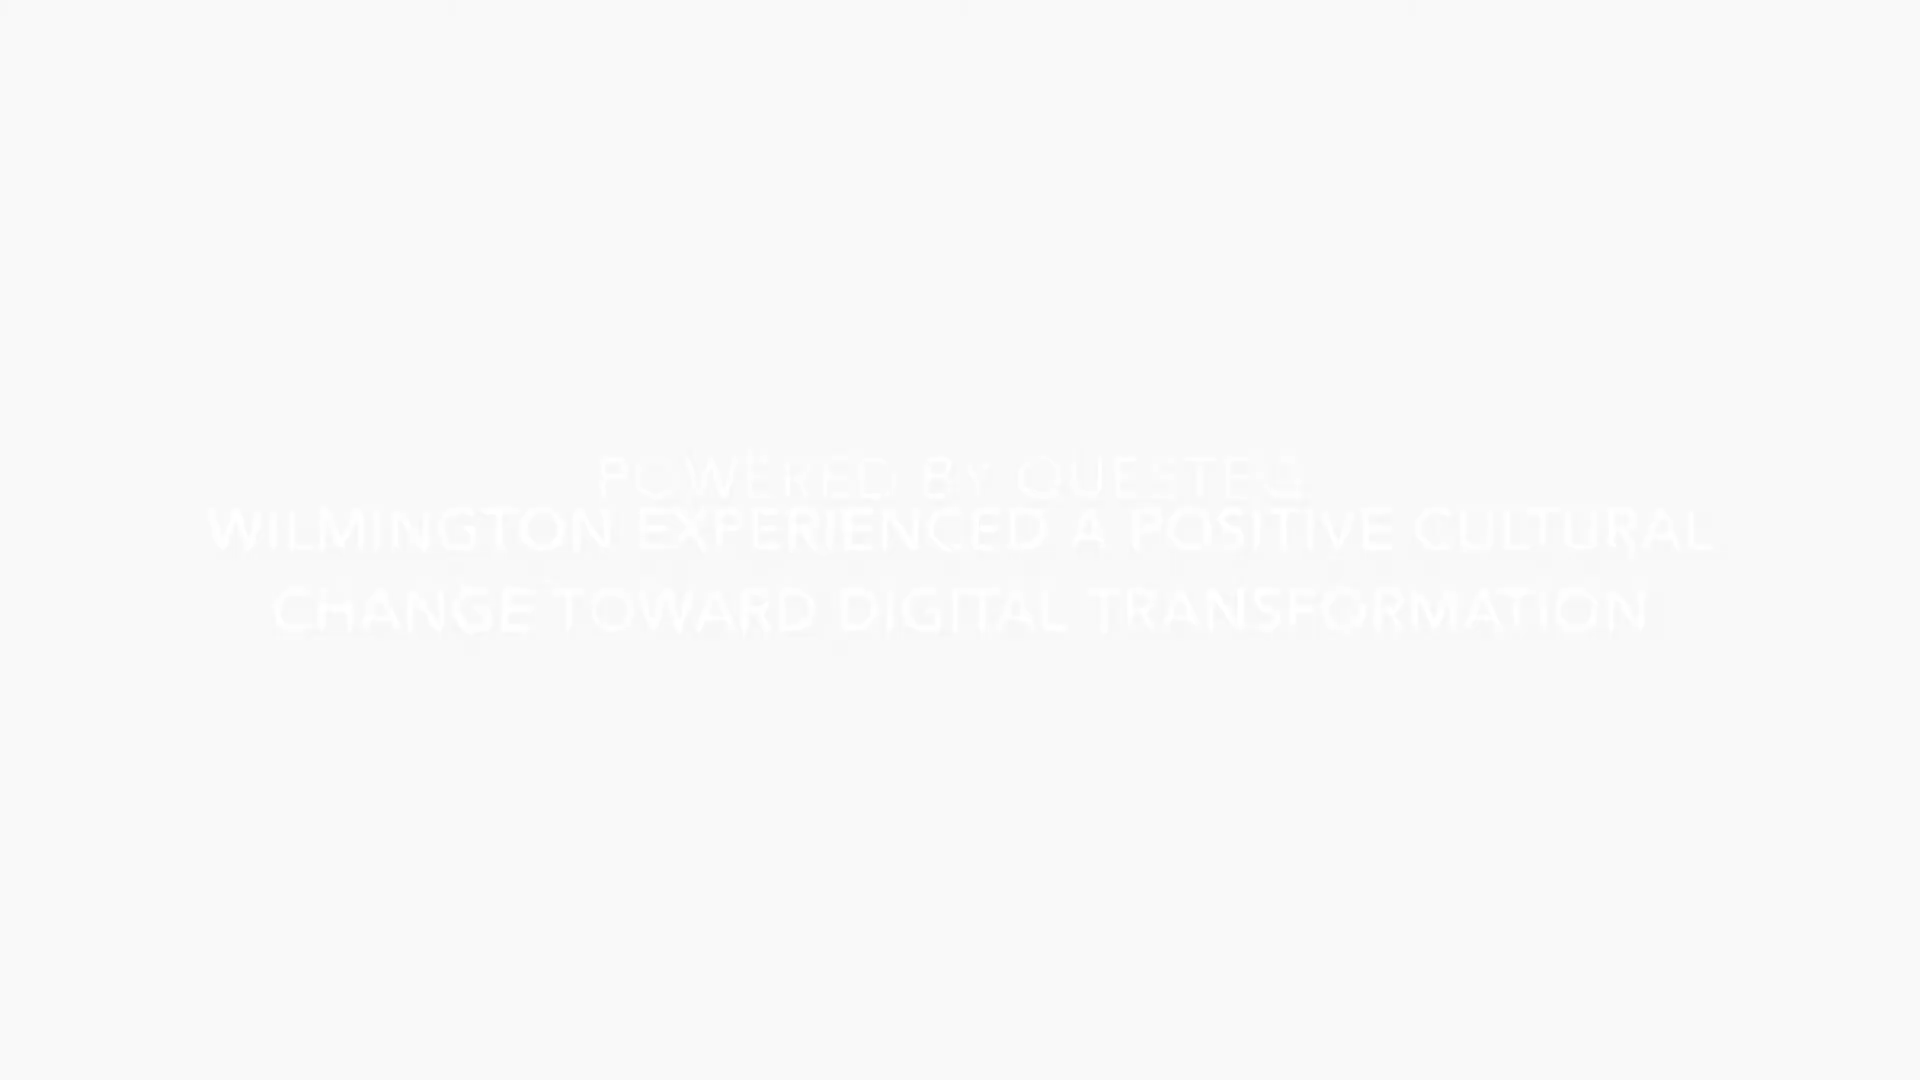 POWERED BY QUESTEQ
WILMINGTON EXPERIENCED A POSITIVE CULTURAL
CHANGE TOWARD DIGITAL TRANSFORMATION